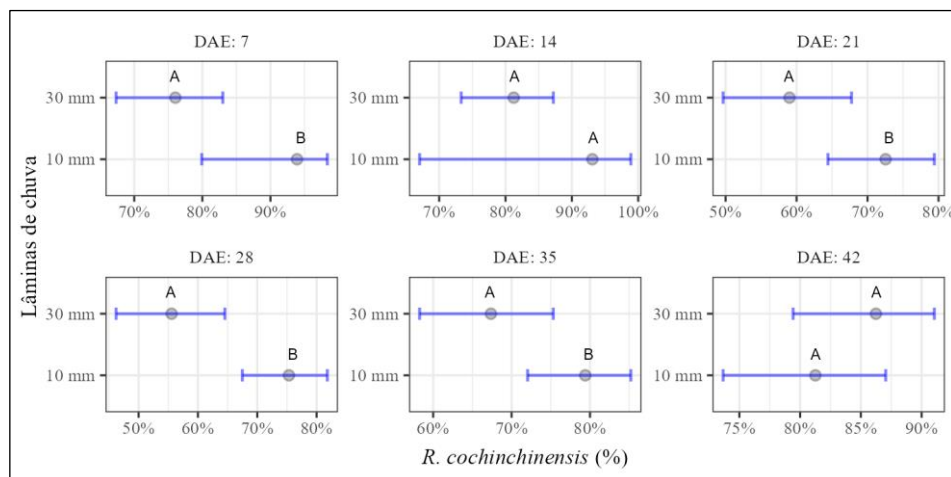 DAE: 7
DAE: 14
DAE: 21
A
A
A
30 mm
30 mm
30 mm
B
A
B
10 mm
10 mm
10 mm
70% 80% 90%
70% 80% 90% 100%
50% 60% 70% 80%
Lâminas de chuva
DAE: 28
DAE: 35
DAE: 42
A
A
A
30 mm
30 mm
30 mm
B
B
A
10 mm
10 mm
10 mm
50% 60% 70% 80%
60% 70% 80%
75% 80% 85% 90%
R. cochinchinensis (%)